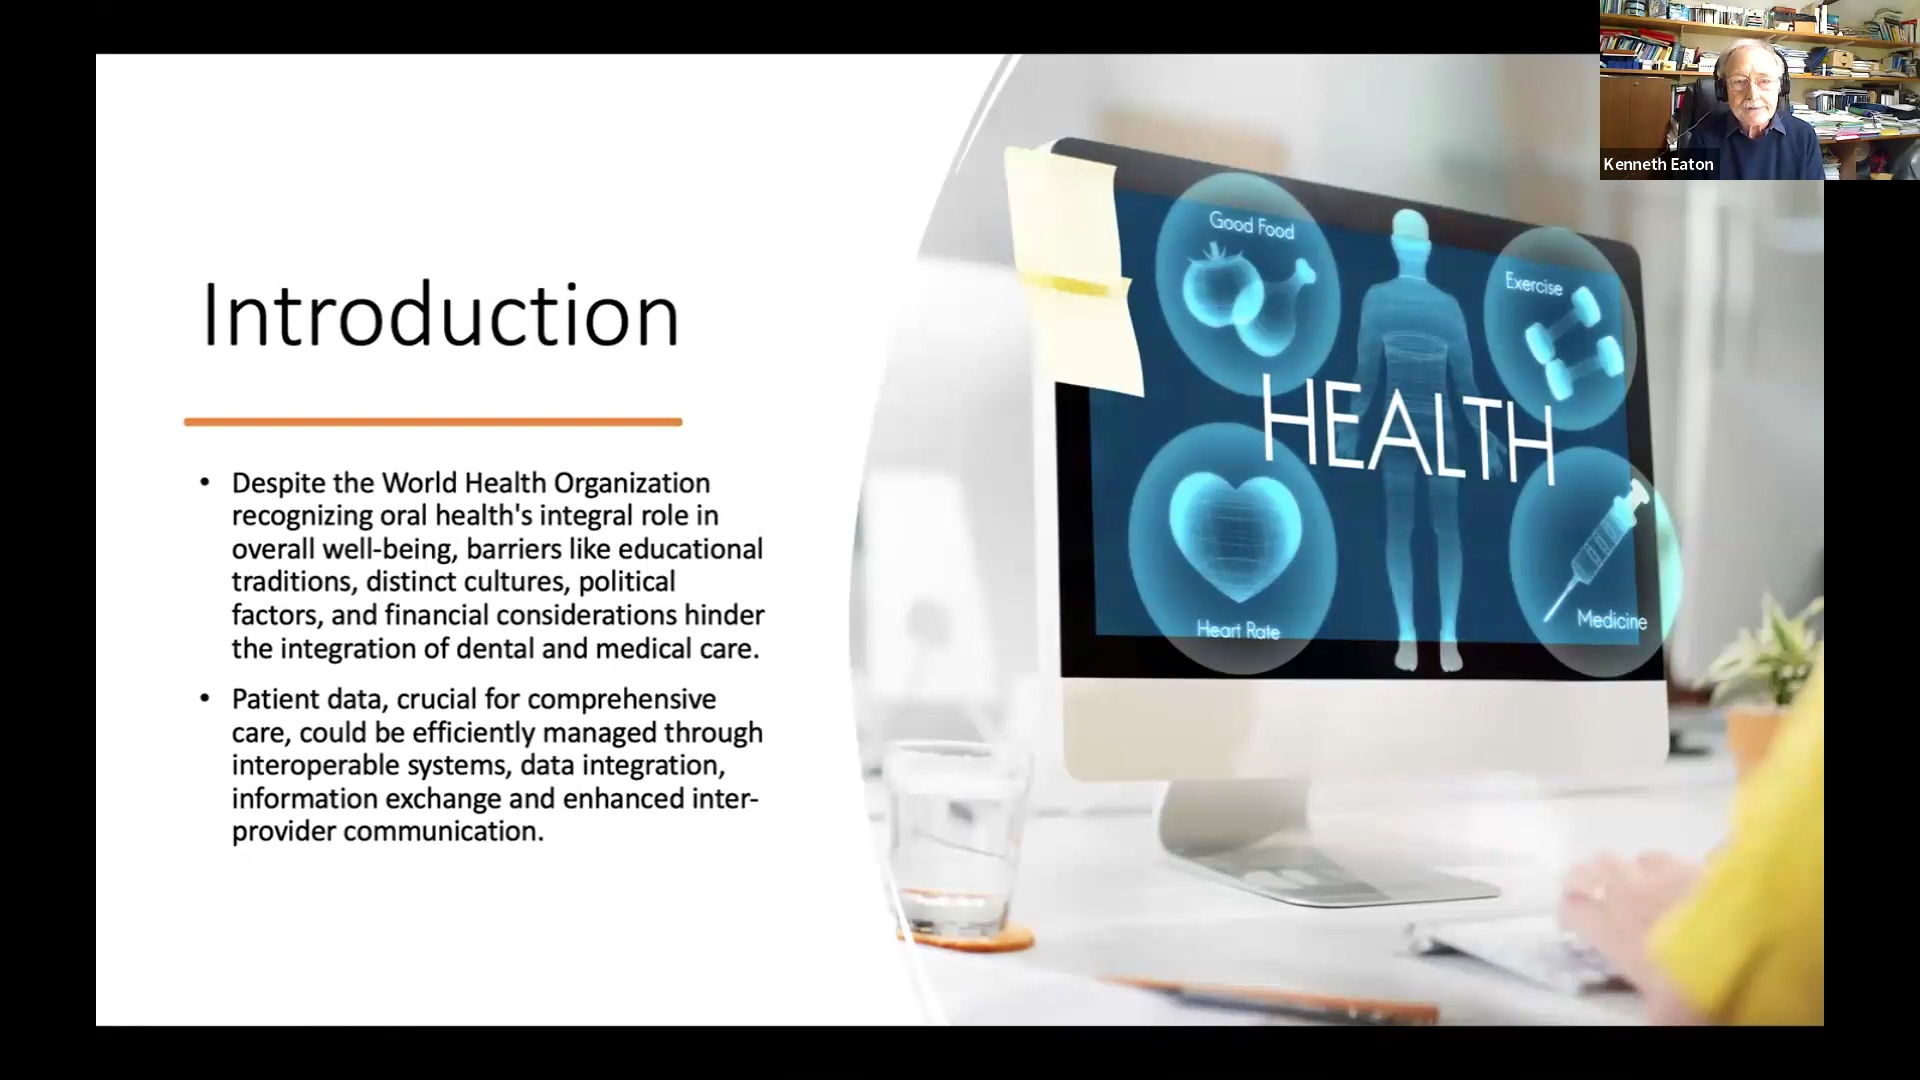 Kenneth Eaton
Introduction
• Despite the World Health Organization
recognizing oral health's integral role in
overall well-being, barriers like educational
traditions, distinct cultures, political
factors, and financial considerations hinder
the integration of dental and medical care.
• Patient data, crucial for comprehensive
care, could be efficiently managed through
interoperable systems, data integration,
information exchange and enhanced inter-
provider communication.
Good Food
Exercise
HEALTH
Heart Rate
Medicine